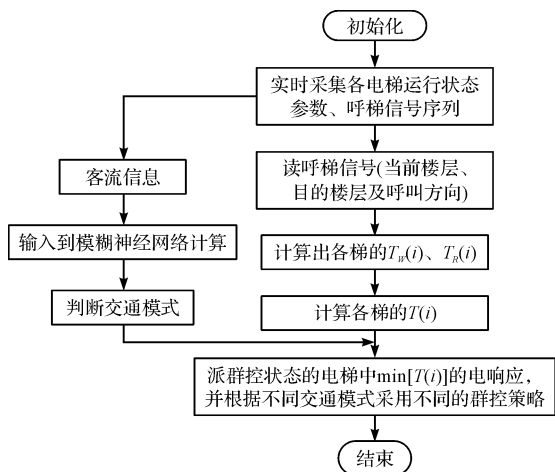 初始化
实时采集各电梯运行状态
参数、呼梯信号序列
客流信息
读呼梯信号(当前楼层、
目的楼层及呼叫方向)
输入到模糊神经网络计算
计算出各梯的T_W(i)、T_R(i)
判断交通模式
计算各梯的T(i)
派群控状态的电梯中min[T(i)]的电响应,
并根据不同交通模式采用不同的群控策略
结束